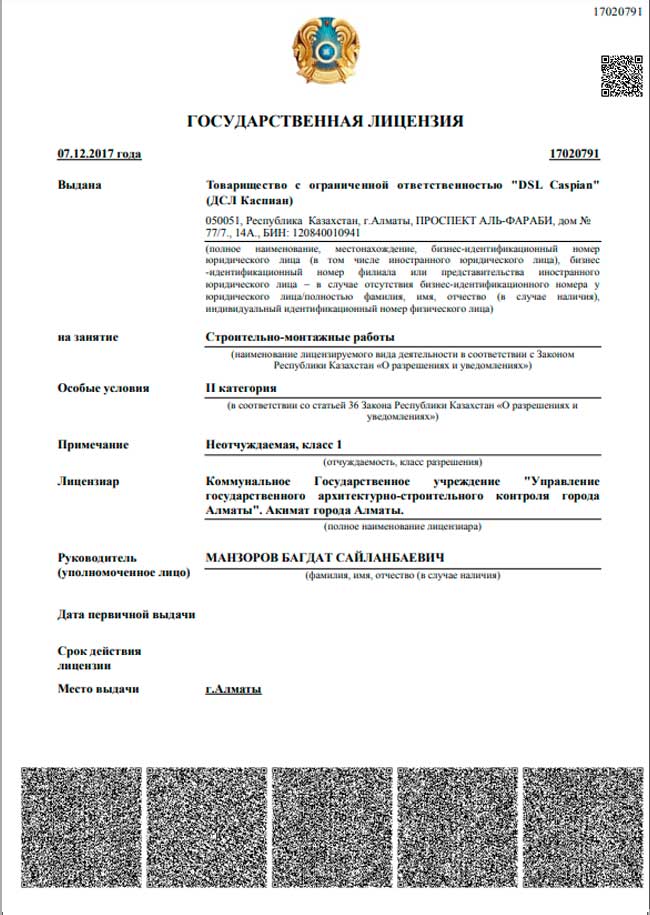 17020791
ГОСУДАРСТВЕННАЯ ЛИЦЕНЗИЯ
07.12.2017 года
17020791
Выдана
Товарищество с ограниченной ответственностью "DSL Caspian"
(ДСЛ Каспиан)
050051, Республика Казахстан, г.Алматы, ПРОСПЕКТ АЛЬ-ФАРАБИ, дом №
77/7., 14А., БИН: 120840010941
(полное наименование, местонахождение, бизнес-идентификационный номер
юридического лица (в том числе иностранного юридического лица), бизнес
-идентификационный номер филиала или представительства иностранного
юридического лица – в случае отсутствия бизнес-идентификационного номера у
юридического лица/полностью фамилия, имя, отчество (в случае наличия),
индивидуальный идентификационный номер физического лица)
на занятие
Строительно-монтажные работы
(наименование лицензируемого вида деятельности в соответствии с Законом
Республики Казахстан «О разрешениях и уведомлениях»)
Особые условия
II категория
(в соответствии со статьей 36 Закона Республики Казахстан «О разрешениях и
уведомлениях»)
Примечание
Неотчуждаемая, класс 1
(отчуждаемость, класс разрешения)
Лицензиар
Коммунальное Государственное учреждение "Управление
государственного архитектурно-строительного контроля города
Алматы". Акимат города Алматы.
(полное наименование лицензиара)
Руководитель
(уполномоченное лицо)
МАНЗОРОВ БАГДАТ САЙЛАНБАЕВИЧ
(фамилия, имя, отчество (в случае наличия)
Дата первичной выдачи
Срок действия
лицензии
Место выдачи
г.Алматы